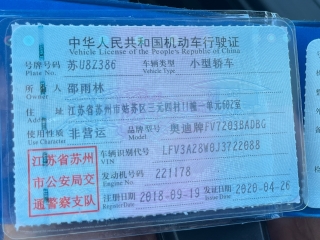 中华人民共和国机动车行驶证
Vehicle License of the People's Republic of China
号牌号码 苏U8Z386 车辆类型 小型轿车
Plate No. Vehicle Type
所有人 邵雨林
Owner
住址 江苏省苏州市姑苏区三元四村11幢一单元602室
使用性质 非营运 品牌型号 奥迪牌FV7203BADBG
Use Character
江苏省苏州市公安局交通警察支队
车辆识别代号 LFV3A28W0J3722088
发动机号码 221178
Engine No.
注册日期 2018-09-19 发证日期 2020-04-26
Register Date Issue Date